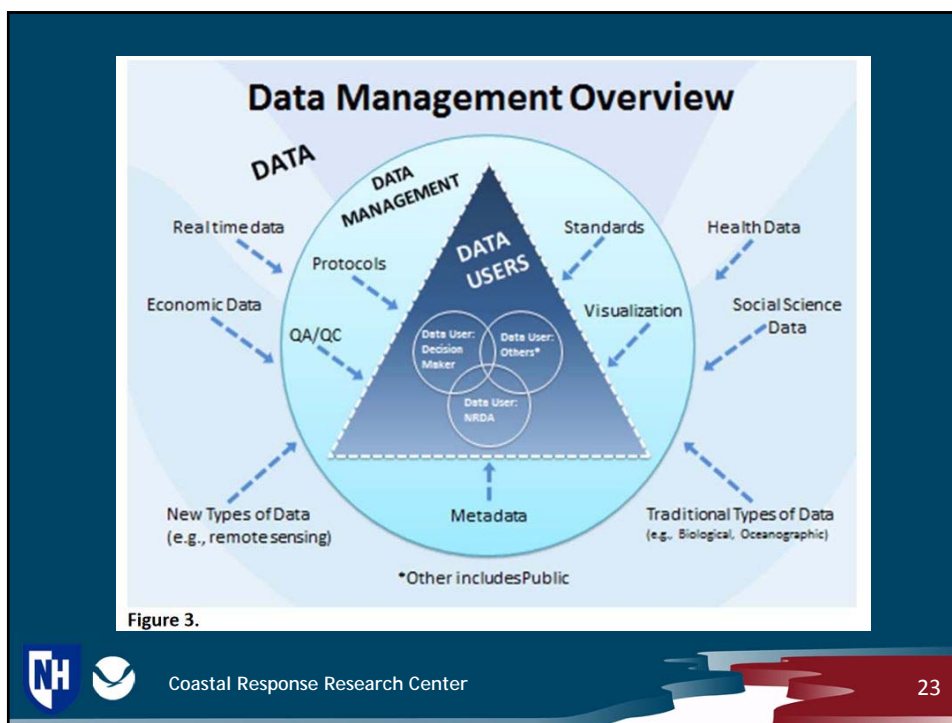 Data Management Overview
DATA
DATA
MANAGEMENT
DATA
USERS
Real time data
Standards
Health Data
Protocols
Economic Data
Visualization
Social Science
Data
QA/QC
Data User:
Decision
Maker
Data User:
Others*
Data User:
NRDA
New Types of Data
(e.g., remote sensing)
Metadata
Traditional Types of Data
(e.g., Biological, Oceanographic)
*Other includesPublic
Figure 3.
NH
Coastal Response Research Center
23